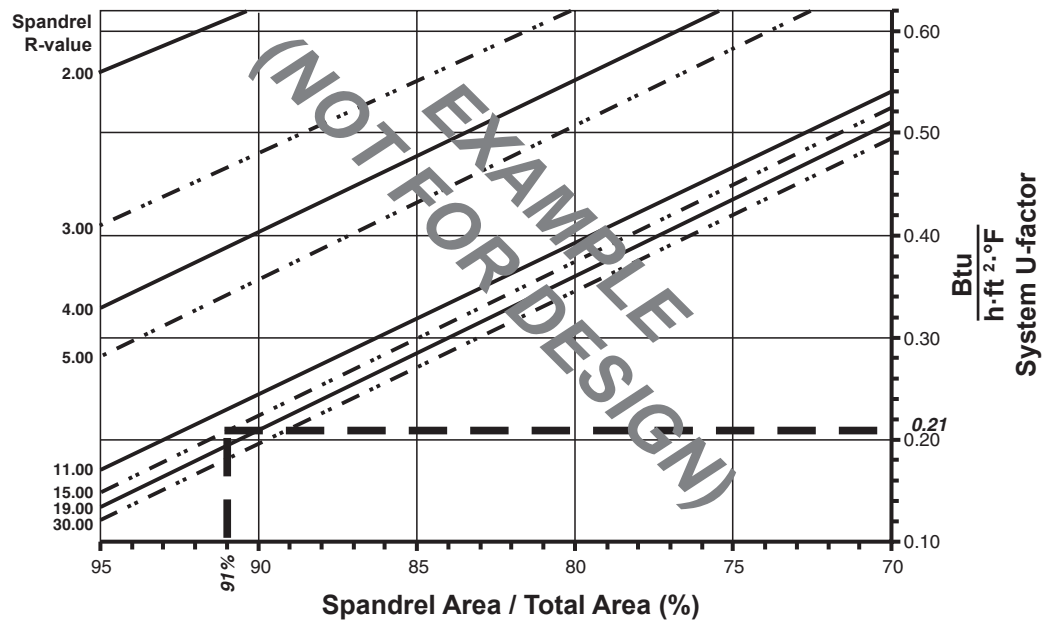 Spandrel
R-value
2.00
3.00
4.00
5.00
11.00
15.00
19.00
30.00
(NOT FOR DESIGN)
EXAMPLE
0.60
0.50
0.40
0.30
0.21
0.20
0.10
Btu
h·ft ²·°F
System U-factor
95
91%
90
85
80
75
70
Spandrel Area / Total Area (%)